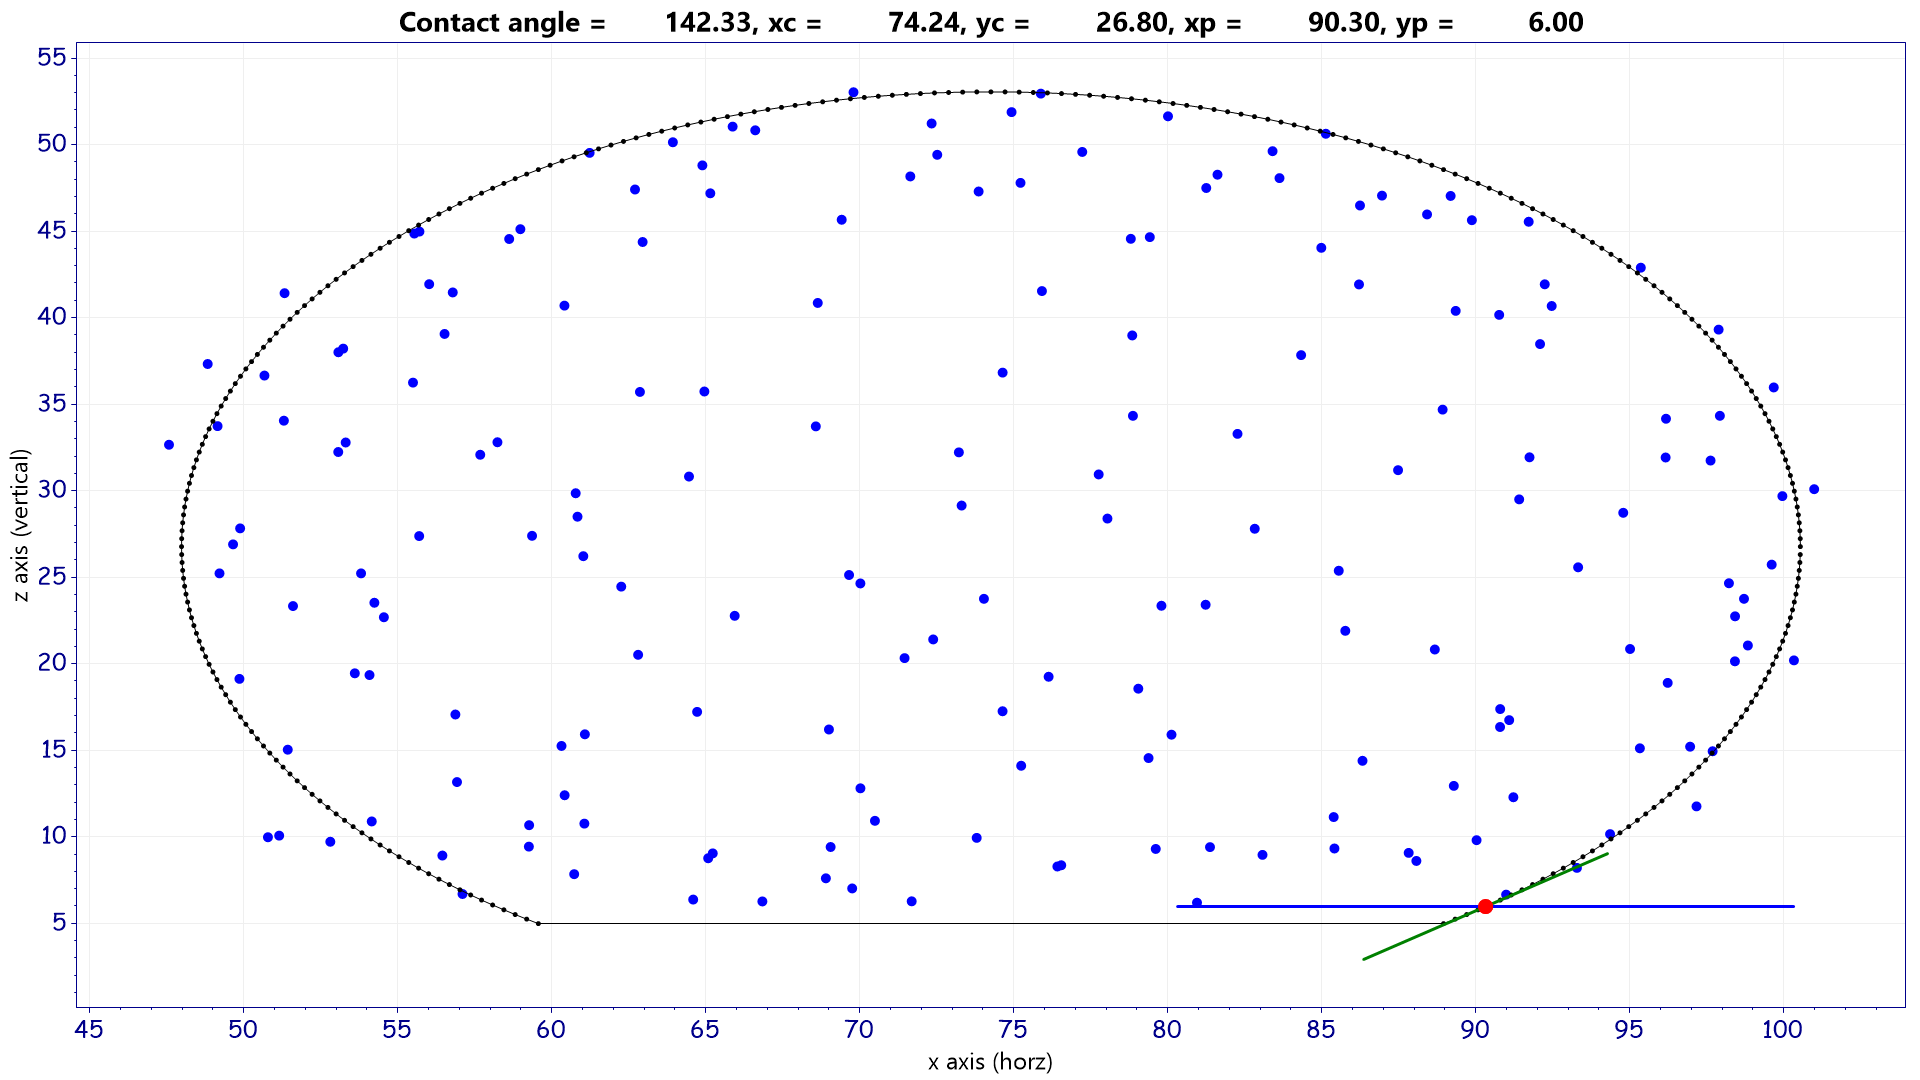 Contact angle = 142.33, xc = 74.24, yc = 26.80, xp = 90.30, yp = 6.00
55
50
45
40
35
30
25
20
15
10
5
z axis (vertical)
45 50 55 60 65 70 75 80 85 90 95 100
x axis (horz)